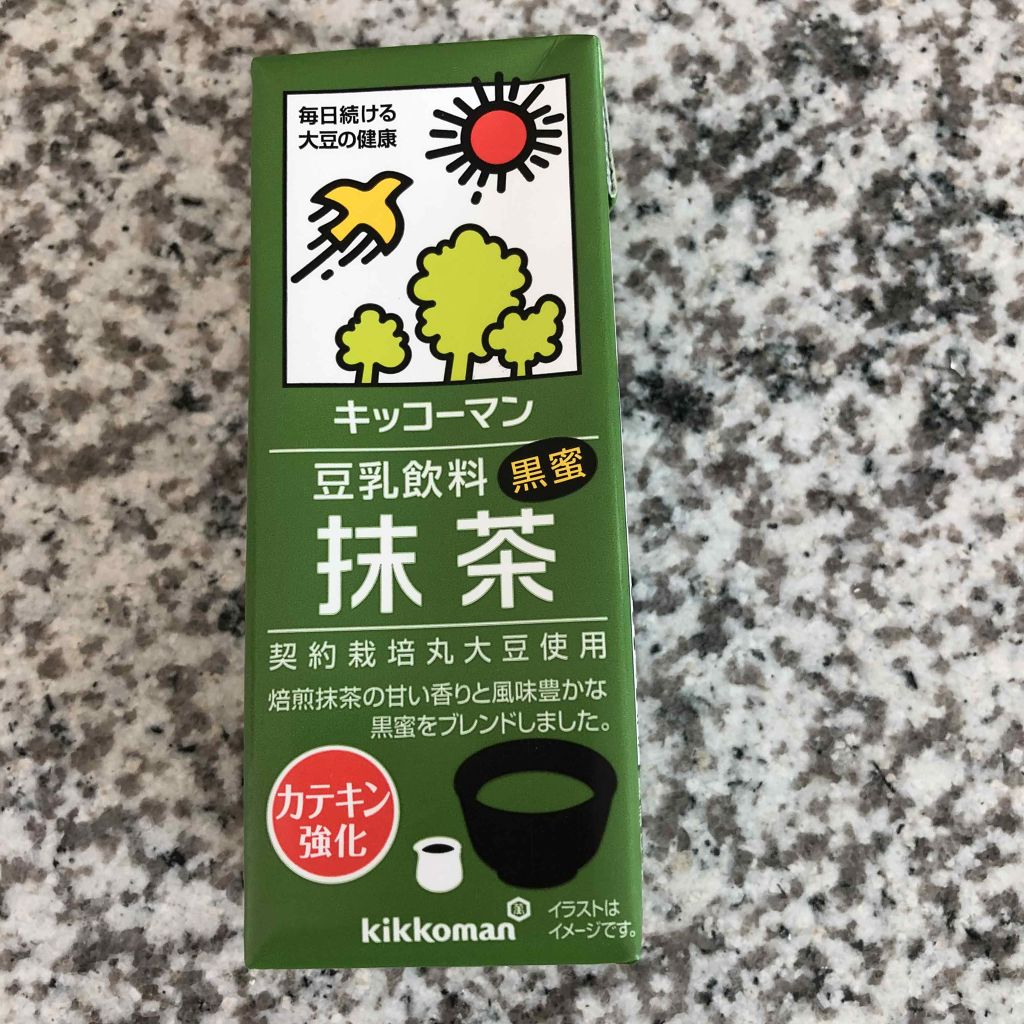 毎日続ける
大豆の健康
キッコーマン
豆乳飲料 黒蜜
抹茶
契約栽培丸大豆使用
焙煎抹茶の甘い香りと風味豊かな
黒蜜をブレンドしました。
カテキン
強化
kikkoman 萬
イラストは
イメージです。